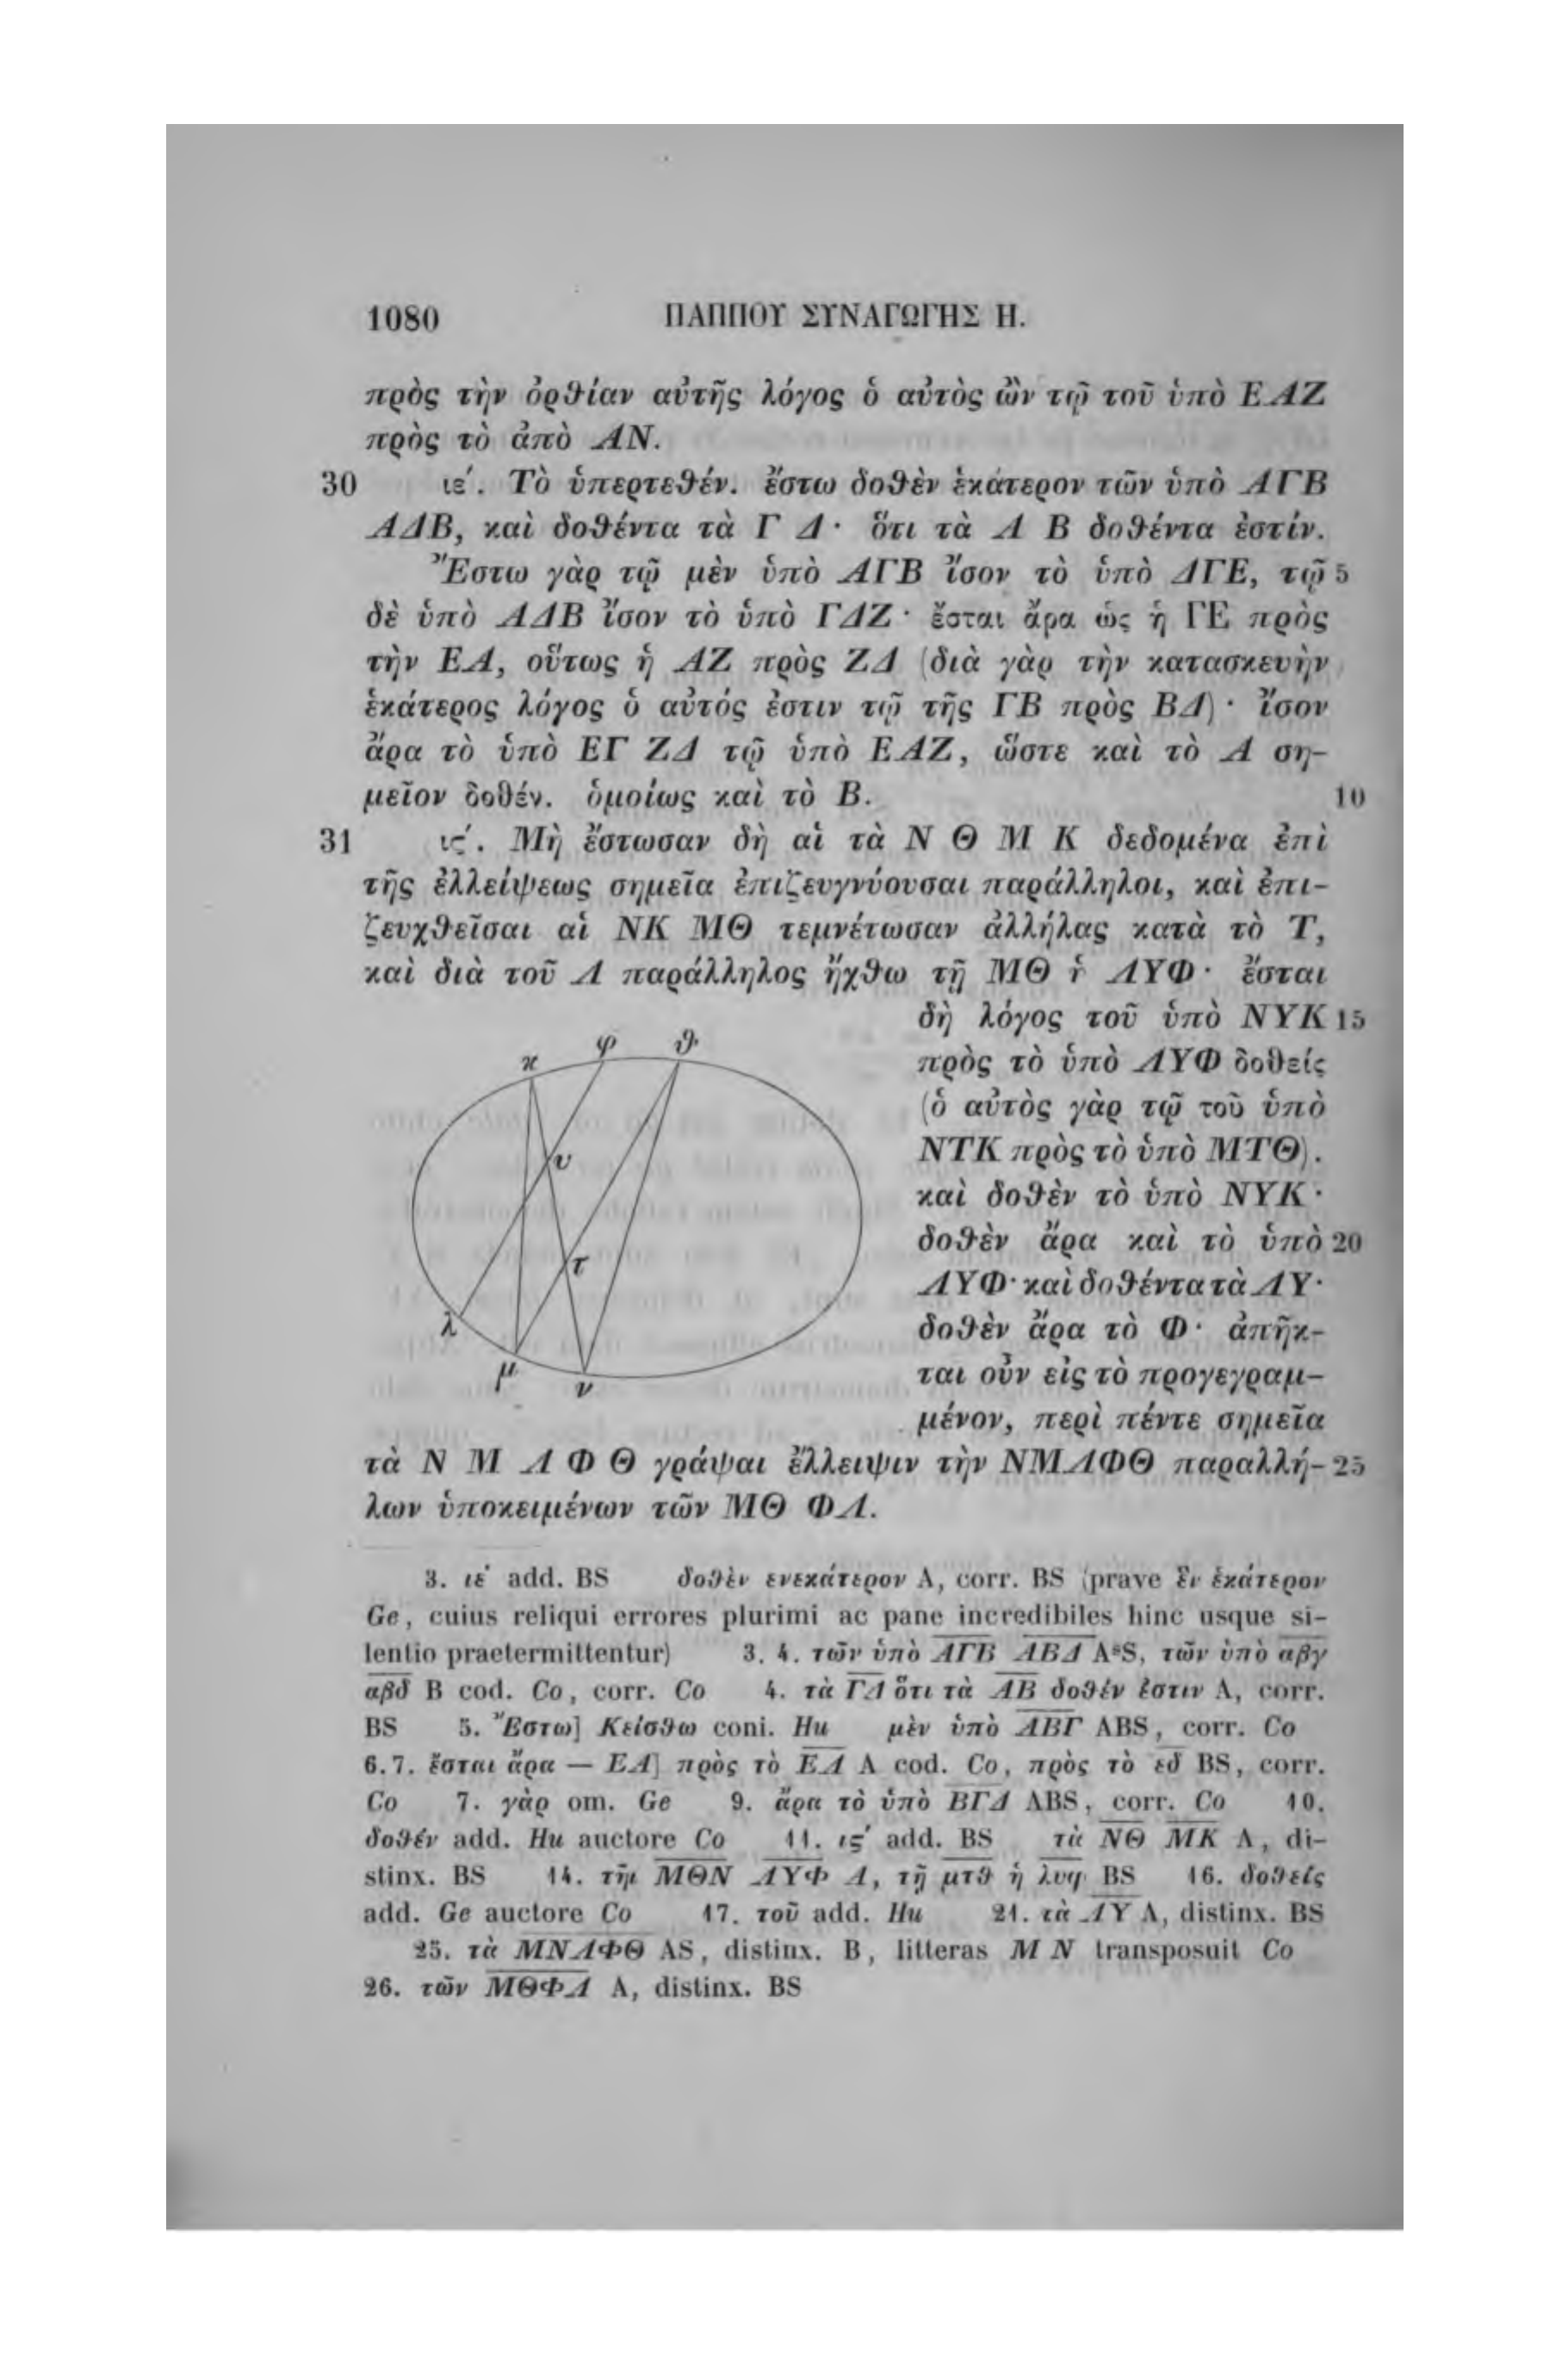 1080 ΠΑΠΠΟΥ ΣΥΝΑΓΩΓΗΣ Η.
πρὸς τὴν ὀρθίαν αὐτῆς λόγος ὁ αὐτὸς ὢν τῷ τοῦ ὑπὸ ΕΑΖ
πρὸς τὸ ἀπὸ ΑΝ.
30 ιε΄. Τὸ ὑπερτεθέν. ἔστω δοθὲν ἑκάτερον τῶν ὑπὸ ΑΓΒ
ΑΔΒ, καὶ δοθέντα τὰ Γ Δ· ὅτι τὰ Α Β δοθέντα ἐστίν.
Ἔστω γὰρ τῷ μὲν ὑπὸ ΑΓΒ ἴσον τὸ ὑπὸ ΔΓΕ, τῷ 5
δὲ ὑπὸ ΑΔΒ ἴσον τὸ ὑπὸ ΓΔΖ· ἔσται ἄρα ὡς ἡ ΓΕ πρὸς
τὴν ΕΑ, οὕτως ἡ ΑΖ πρὸς ΖΔ (διὰ γὰρ τὴν κατασκευὴν
ἑκάτερος λόγος ὁ αὐτός ἐστιν τῷ τῆς ΓΒ πρὸς ΒΔ)· ἴσον
ἄρα τὸ ὑπὸ ΕΓ ΖΔ τῷ ὑπὸ ΕΑΖ, ὥστε καὶ τὸ Α ση-
μεῖον δοθέν. ὁμοίως καὶ τὸ Β. 10
31 ις΄. Μὴ ἔστωσαν δὴ αἱ τὰ Ν Θ Μ Κ δεδομένα ἐπὶ
τῆς ἐλλείψεως σημεῖα ἐπιζευγνύουσαι παράλληλοι, καὶ ἐπι-
ζευχθεῖσαι αἱ ΝΚ ΜΘ τεμνέτωσαν ἀλλήλας κατὰ τὸ Τ,
καὶ διὰ τοῦ Λ παράλληλος ἤχθω τῇ ΜΘ ἡ ΛΥΦ· ἔσται
δὴ λόγος τοῦ ὑπὸ ΝΥΚ 15
πρὸς τὸ ὑπὸ ΛΥΦ δοθείς
(ὁ αὐτὸς γὰρ τῷ τοῦ ὑπὸ
ΝΤΚ πρὸς τὸ ὑπὸ ΜΤΘ).
καὶ δοθὲν τὸ ὑπὸ ΝΥΚ·
δοθὲν ἄρα καὶ τὸ ὑπὸ 20
ΛΥΦ· καὶ δοθέντα τὰ Λ Υ·
δοθὲν ἄρα τὸ Φ· ἀπῆκ-
ται οὖν εἰς τὸ προγεγραμ-
μένον, περὶ πέντε σημεῖα
κ φ θ
υ
τ
λ
μ
ν
τὰ Ν Μ Λ Φ Θ γράψαι ἔλλειψιν τὴν ΝΜΛΦΘ παραλλή- 25
λων ὑποκειμένων τῶν ΜΘ ΦΛ.
3. ιε΄ add. BS δοθὲν ενεκάτερον A, corr. BS (prave ἓν ἑκάτερον
Ge, cuius reliqui errores plurimi ac pane incredibiles hinc usque si-
lentio praetermittentur) 3. 4. τῶν ὑπὸ ΑΓΒ ΑΒΔ AˢS, τῶν ὑπὸ αβγ
αβδ B cod. Co, corr. Co 4. τὰ ΓΔ ὅτι τὰ ΑΒ δοθέν ἐστιν A, corr.
BS 5. Ἔστω] Κείσθω coni. Hu μὲν ὑπὸ ΑΒΓ ABS, corr. Co
6. 7. ἔσται ἄρα — ΕΑ] πρὸς τὸ ΕΔ A cod. Co, πρὸς τὸ εδ BS, corr.
Co 7. γὰρ om. Ge 9. ἄρα τὸ ὑπὸ ΒΓΔ ABS, corr. Co 10.
δοθέν add. Hu auctore Co 11. ις΄ add. BS τὰ ΝΘ ΜΚ A, di-
stinx. BS 14. τῆι ΜΘΝ ΛΥΦ A, τῇ μτθ ἡ λυφ BS 16. δοθείς
add. Ge auctore Co 17. τοῦ add. Hu 21. τὰ ΛΥ A, distinx. BS
25. τὰ ΜΝΛΦΘ AS, distinx. B, litteras Μ Ν transposuit Co
26. τῶν ΜΘΦΛ A, distinx. BS